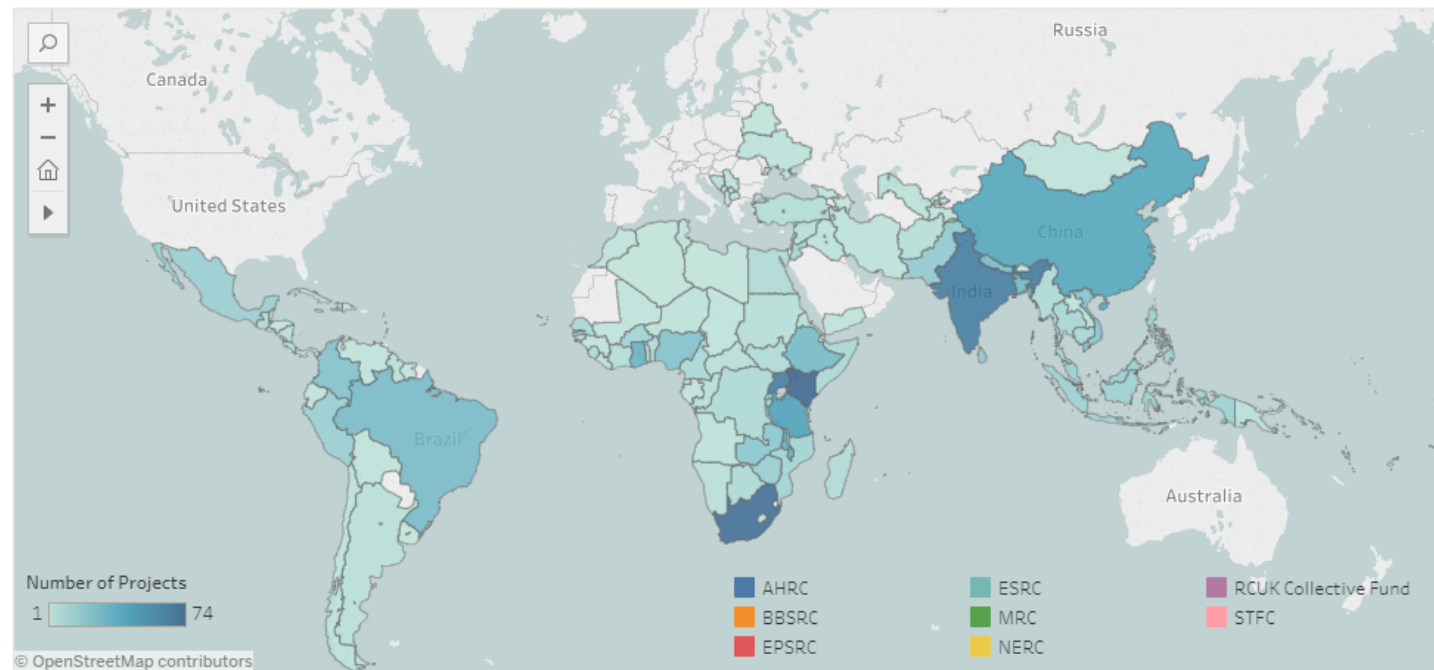 Russia
Canada
United States
China
India
Brazil
Australia
Number of Projects
1 74
AHRC
BBSRC
EPSRC
ESRC
MRC
NERC
RCUK Collective Fund
STFC
© OpenStreetMap contributors